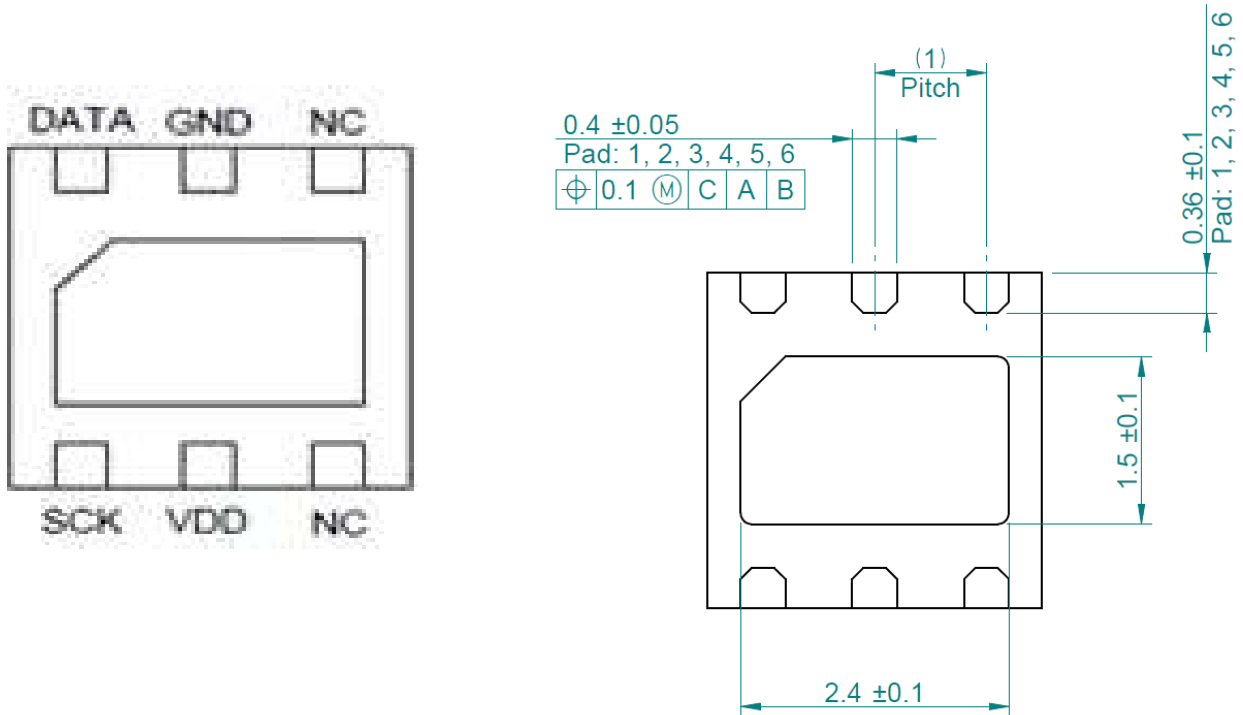 DATA GND NC
SCK VDD NC
(1)
Pitch
0.4 ±0.05
Pad: 1, 2, 3, 4, 5, 6
⌖ 0.1 Ⓜ C A B
0.36 ±0.1
Pad: 1, 2, 3, 4, 5, 6
1.5 ±0.1
2.4 ±0.1